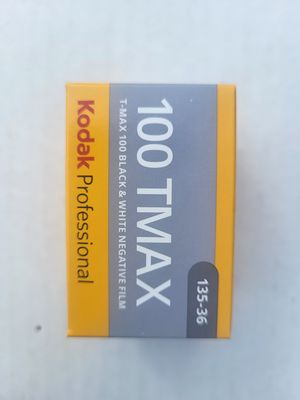 135-36
100 TMAX
T-MAX 100 BLACK & WHITE NEGATIVE FILM
Kodak Professional